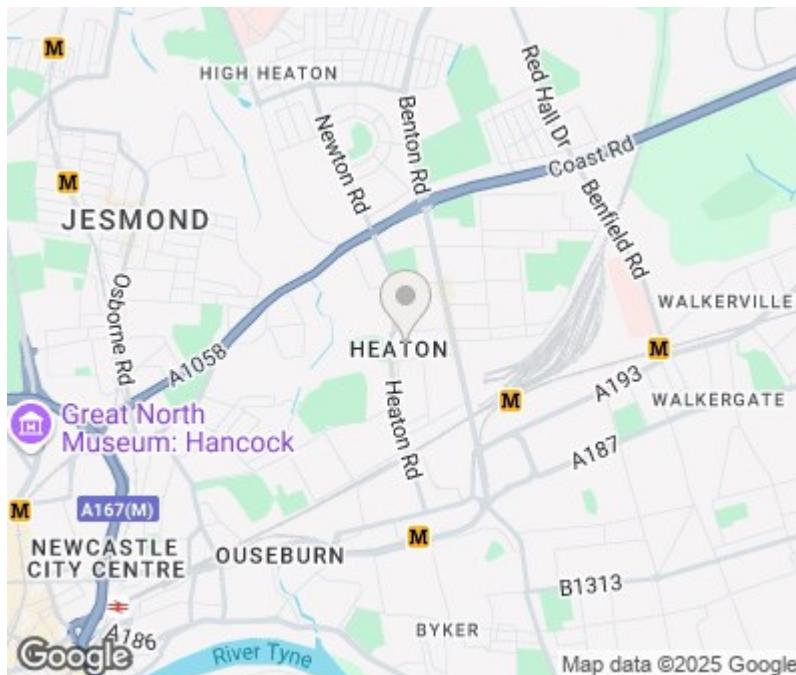 M
HIGH HEATON
Red Hall Dr
Benton Rd
Newton Rd
Coast Rd
M
JESMOND
Benfield Rd
Osborne Rd
WALKERVILLE
HEATON
M
A1058
A193
M
WALKERGATE
Great North
Museum: Hancock
Heaton Rd
A187
M
A167(M)
M
NEWCASTLE
CITY CENTRE
OUSEBURN
B1313
BYKER
A186
River Tyne
Google
Map data ©2025 Google